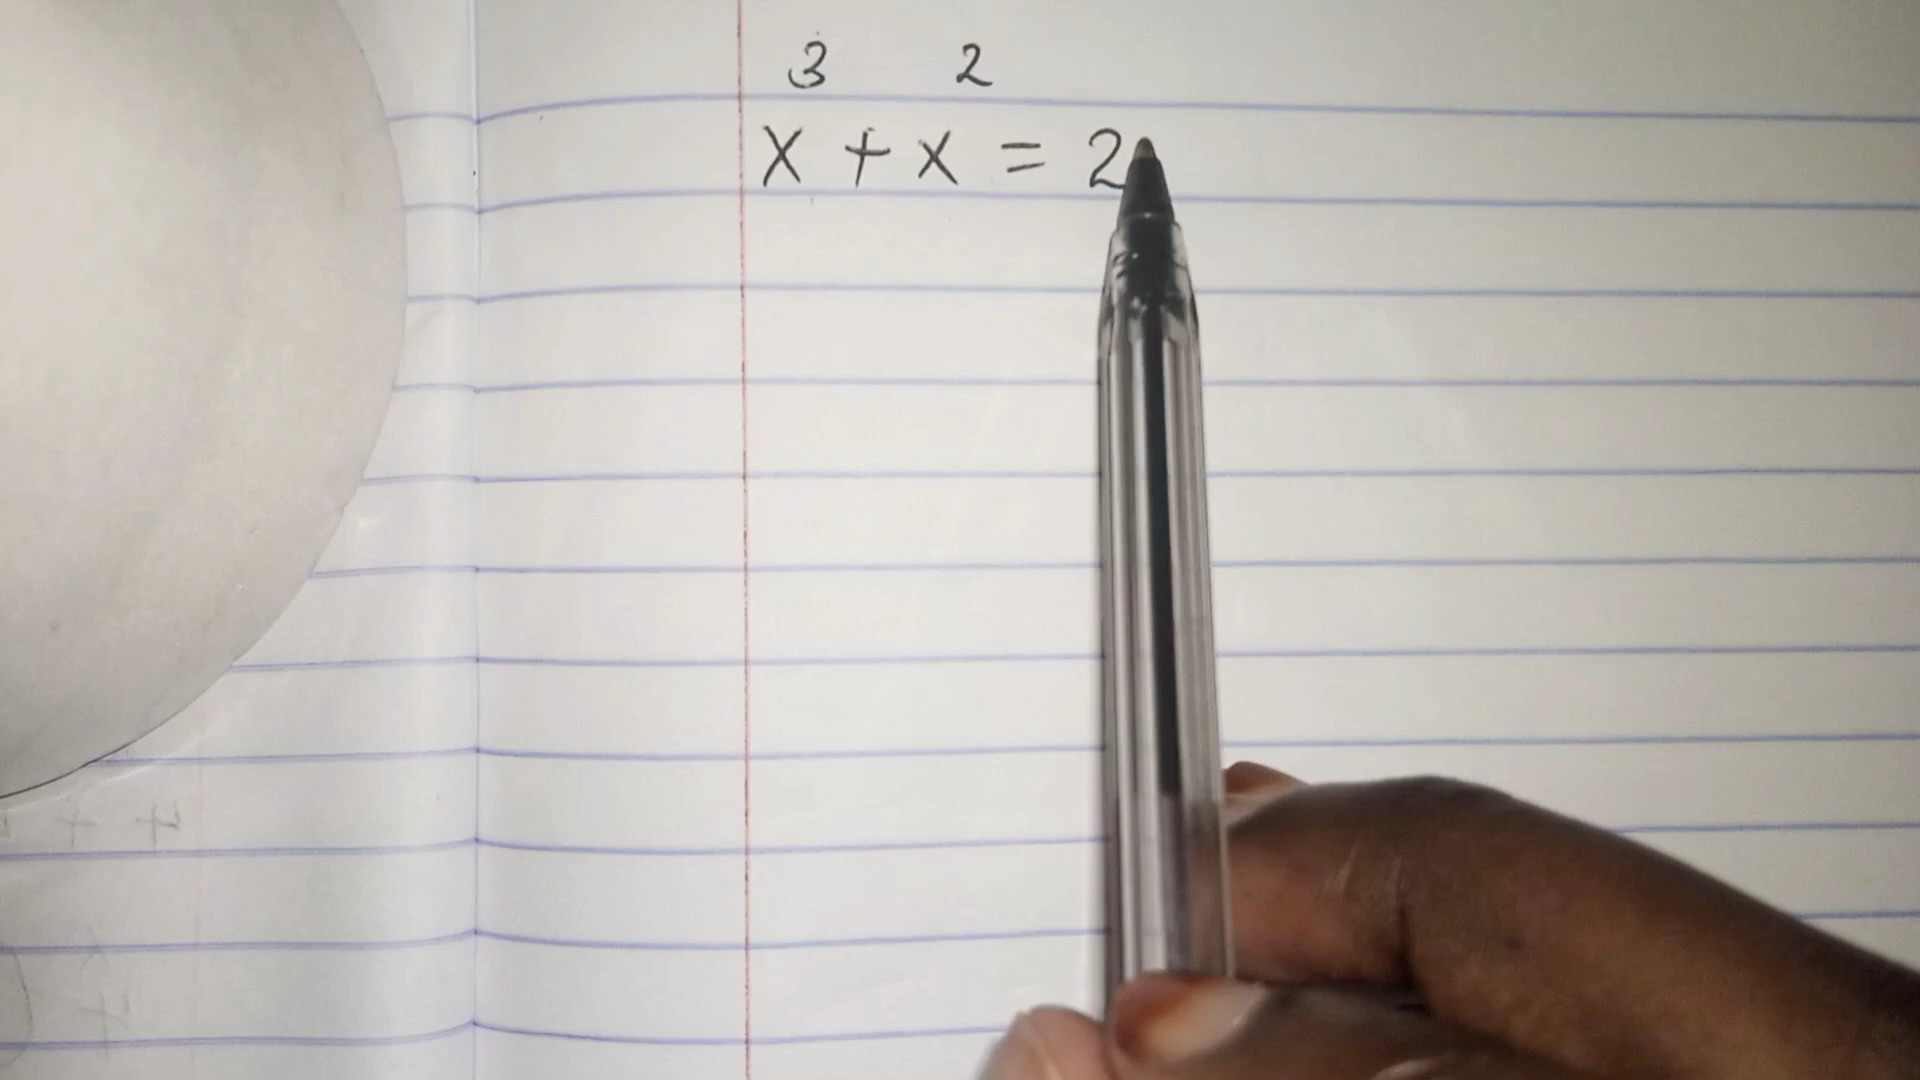 3 2
x + x = 2